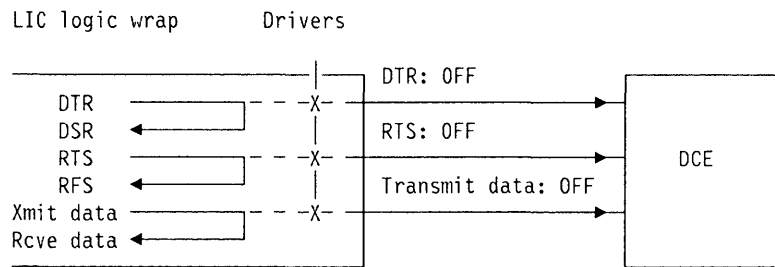 LIC logic wrap Drivers
DTR: OFF
DTR X
DSR RTS: OFF
RTS X DCE
RFS Transmit data: OFF
Xmit data X
Rcve data